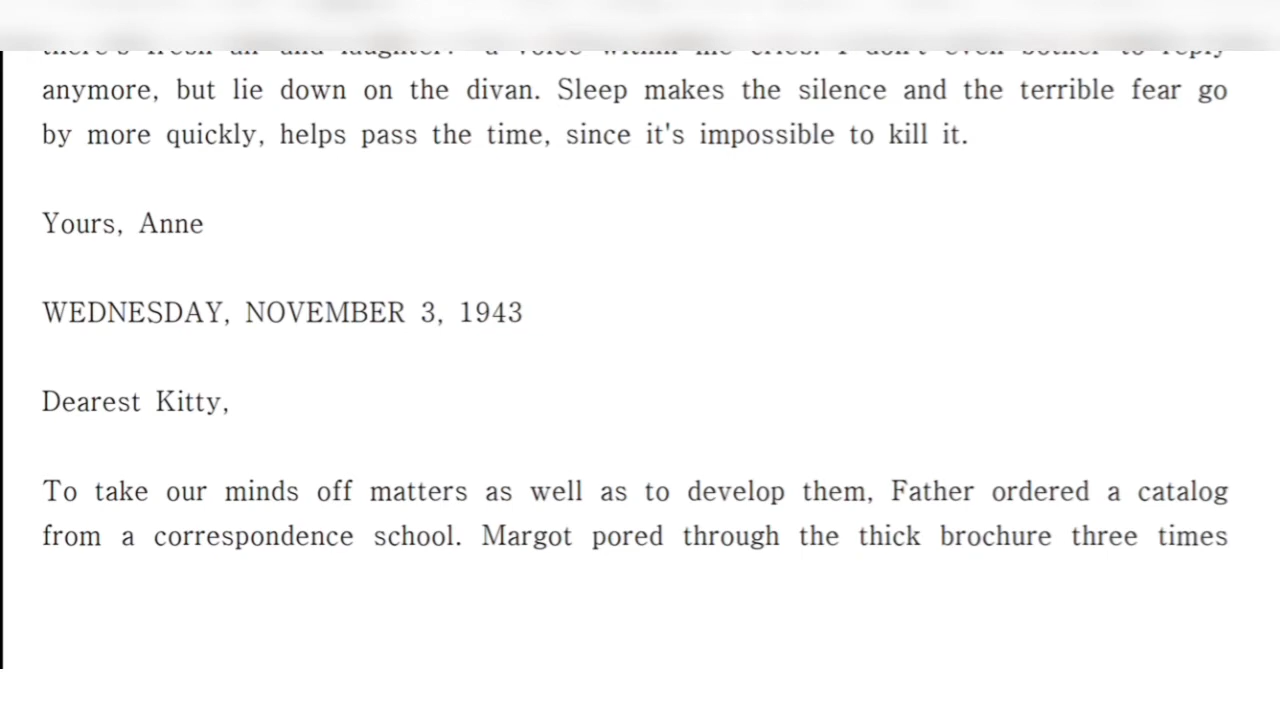 anymore, but lie down on the divan. Sleep makes the silence and the terrible fear go
by more quickly, helps pass the time, since it's impossible to kill it.
Yours, Anne
WEDNESDAY, NOVEMBER 3, 1943
Dearest Kitty,
To take our minds off matters as well as to develop them, Father ordered a catalog
from a correspondence school. Margot pored through the thick brochure three times